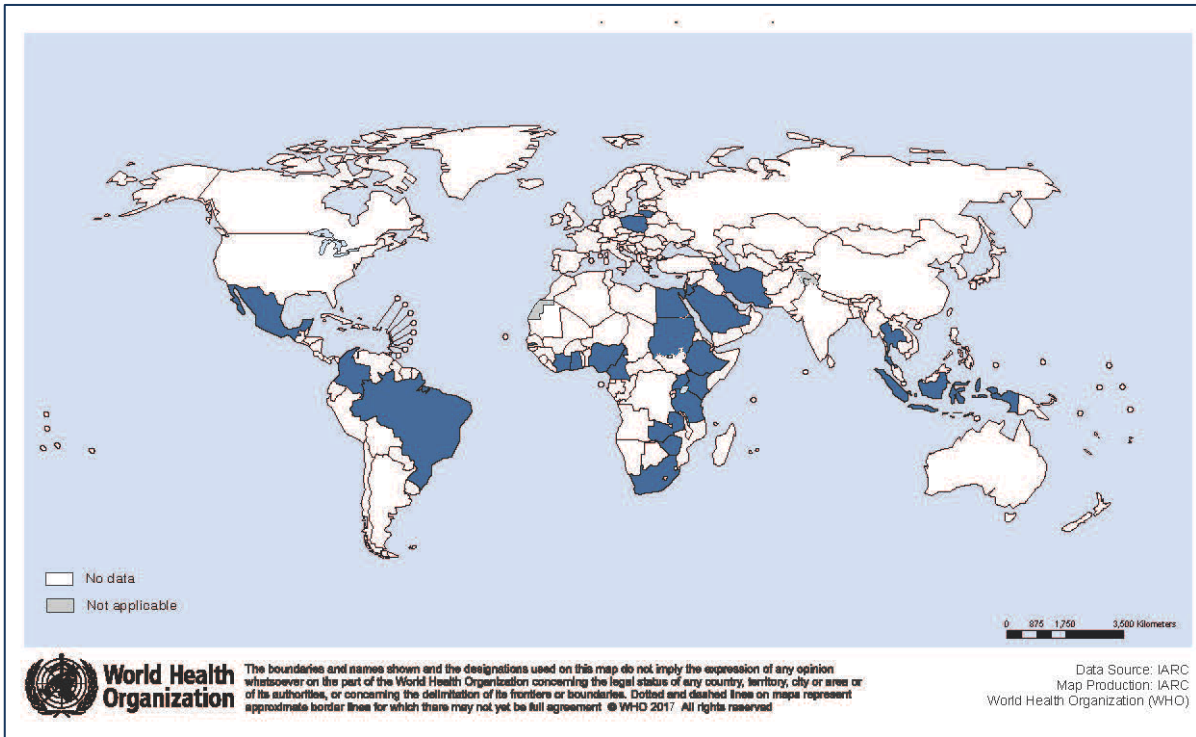 No data
Not applicable
0 875 1,750 3,500 Kilometers
World Health
Organization
The boundaries and names shown and the designations used on this map do not imply the expression of any opinion
whatsoever on the part of the World Health Organization concerning the legal status of any country, territory, city or area or
of its authorities, or concerning the delimitation of its frontiers or boundaries. Dotted and dashed lines on maps represent
approximate border lines for which there may not yet be full agreement © WHO 2017 All rights reserved
Data Source: IARC
Map Production: IARC
World Health Organization (WHO)